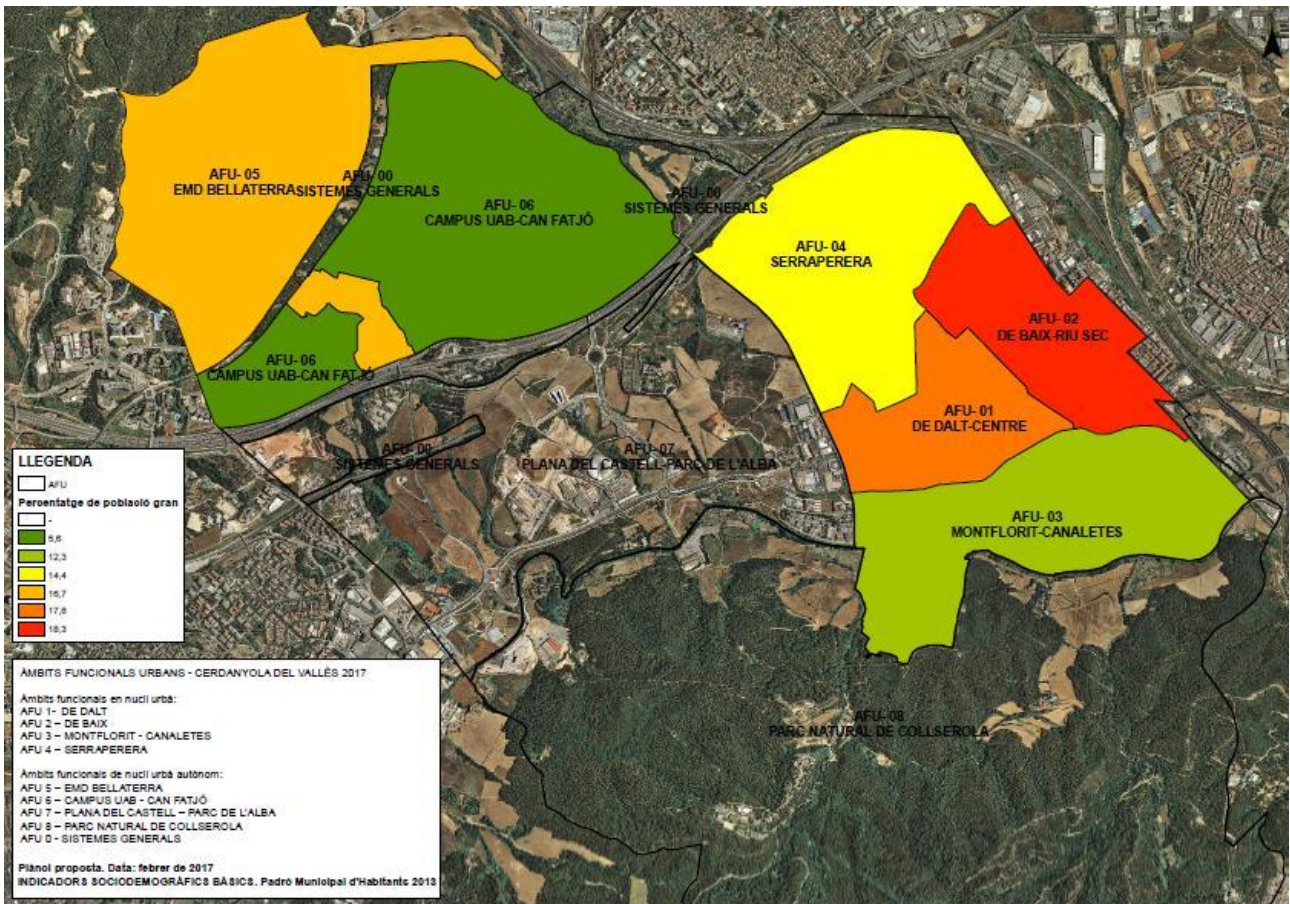 AFU- 05
EMD BELLATERRA
AFU- 00
SISTEMES GENERALS
AFU- 06
CAMPUS UAB-CAN FATJÓ
AFU- 00
SISTEMES GENERALS
AFU- 04
SERRAPERERA
AFU- 02
DE BAIX-RIU SEC
AFU- 06
CAMPUS UAB-CAN FATJÓ
AFU- 01
DE DALT-CENTRE
AFU- 00
SISTEMES GENERALS
AFU- 07
PLANA DEL CASTELL-PARC DE L'ALBA
AFU- 03
MONTFLORIT-CANALETES
AFU- 08
PARC NATURAL DE COLLSEROLA
LLEGENDA
AFU
Percentatge de població gran
-
5,6
12,3
14,4
16,7
17,8
18,3
ÀMBITS FUNCIONALS URBANS - CERDANYOLA DEL VALLÈS 2017
Àmbits funcionals en nucli urbà:
AFU 1- DE DALT
AFU 2 – DE BAIX
AFU 3 – MONTFLORIT - CANALETES
AFU 4 – SERRAPERERA
Àmbits funcionals de nucli urbà autònom:
AFU 5 – EMD BELLATERRA
AFU 6 – CAMPUS UAB - CAN FATJÓ
AFU 7 – PLANA DEL CASTELL – PARC DE L'ALBA
AFU 8 – PARC NATURAL DE COLLSEROLA
AFU 0 - SISTEMES GENERALS
Plànol proposta. Data: febrer de 2017
INDICADORS SOCIODEMOGRÀFICS BÀSICS. Padró Municipal d'Habitants 2013